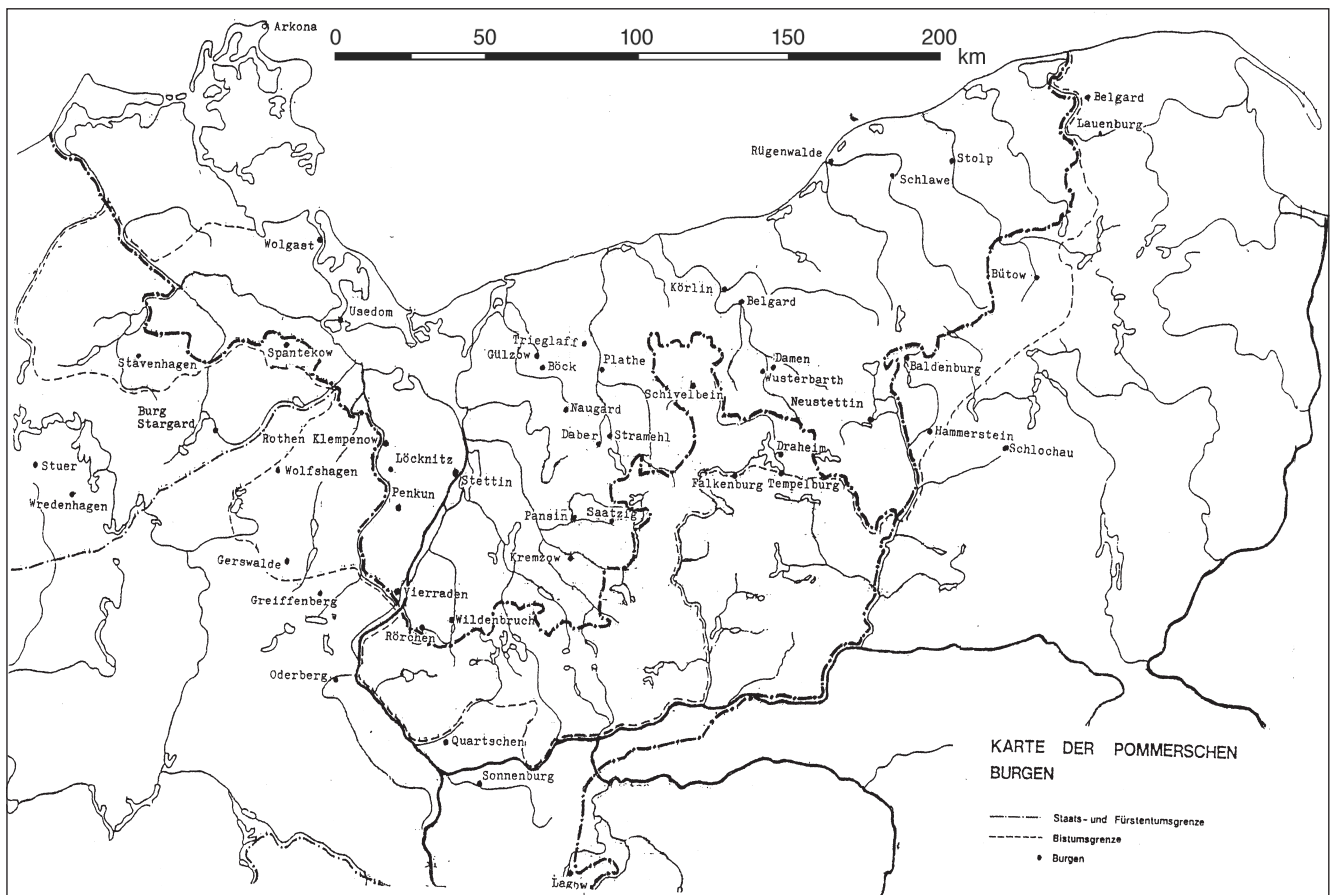 Arkona
0 50 100 150 200
km
Belgard
Lauenburg
Rügenwalde
Stolp
Schlawe
Wolgast
Bütow
Körlin
Belgard
Usedom
Trieglaff
Spantekow
Gülzow
Stavenhagen
Böck
Plathe
Damen
Wusterbarth
Baldenburg
Schivelbein
Neustettin
Naugard
Burg
Stargard
Rothen Klempenow
Daber
Stramehl
Hammerstein
Draheim
Schlochau
Stuer
Wolfshagen
Löcknitz
Stettin
Falkenburg
Tempelburg
Wredenhagen
Penkun
Pansin
Saatzig
Gerswalde
Kremzow
Greiffenberg
Vierraden
Wildenbruch
Rörchen
Oderberg
Quartschen
Sonnenburg
Lagow
KARTE DER POMMERSCHEN
BURGEN
Staats- und Fürstentumsgrenze
Bistumsgrenze
Burgen